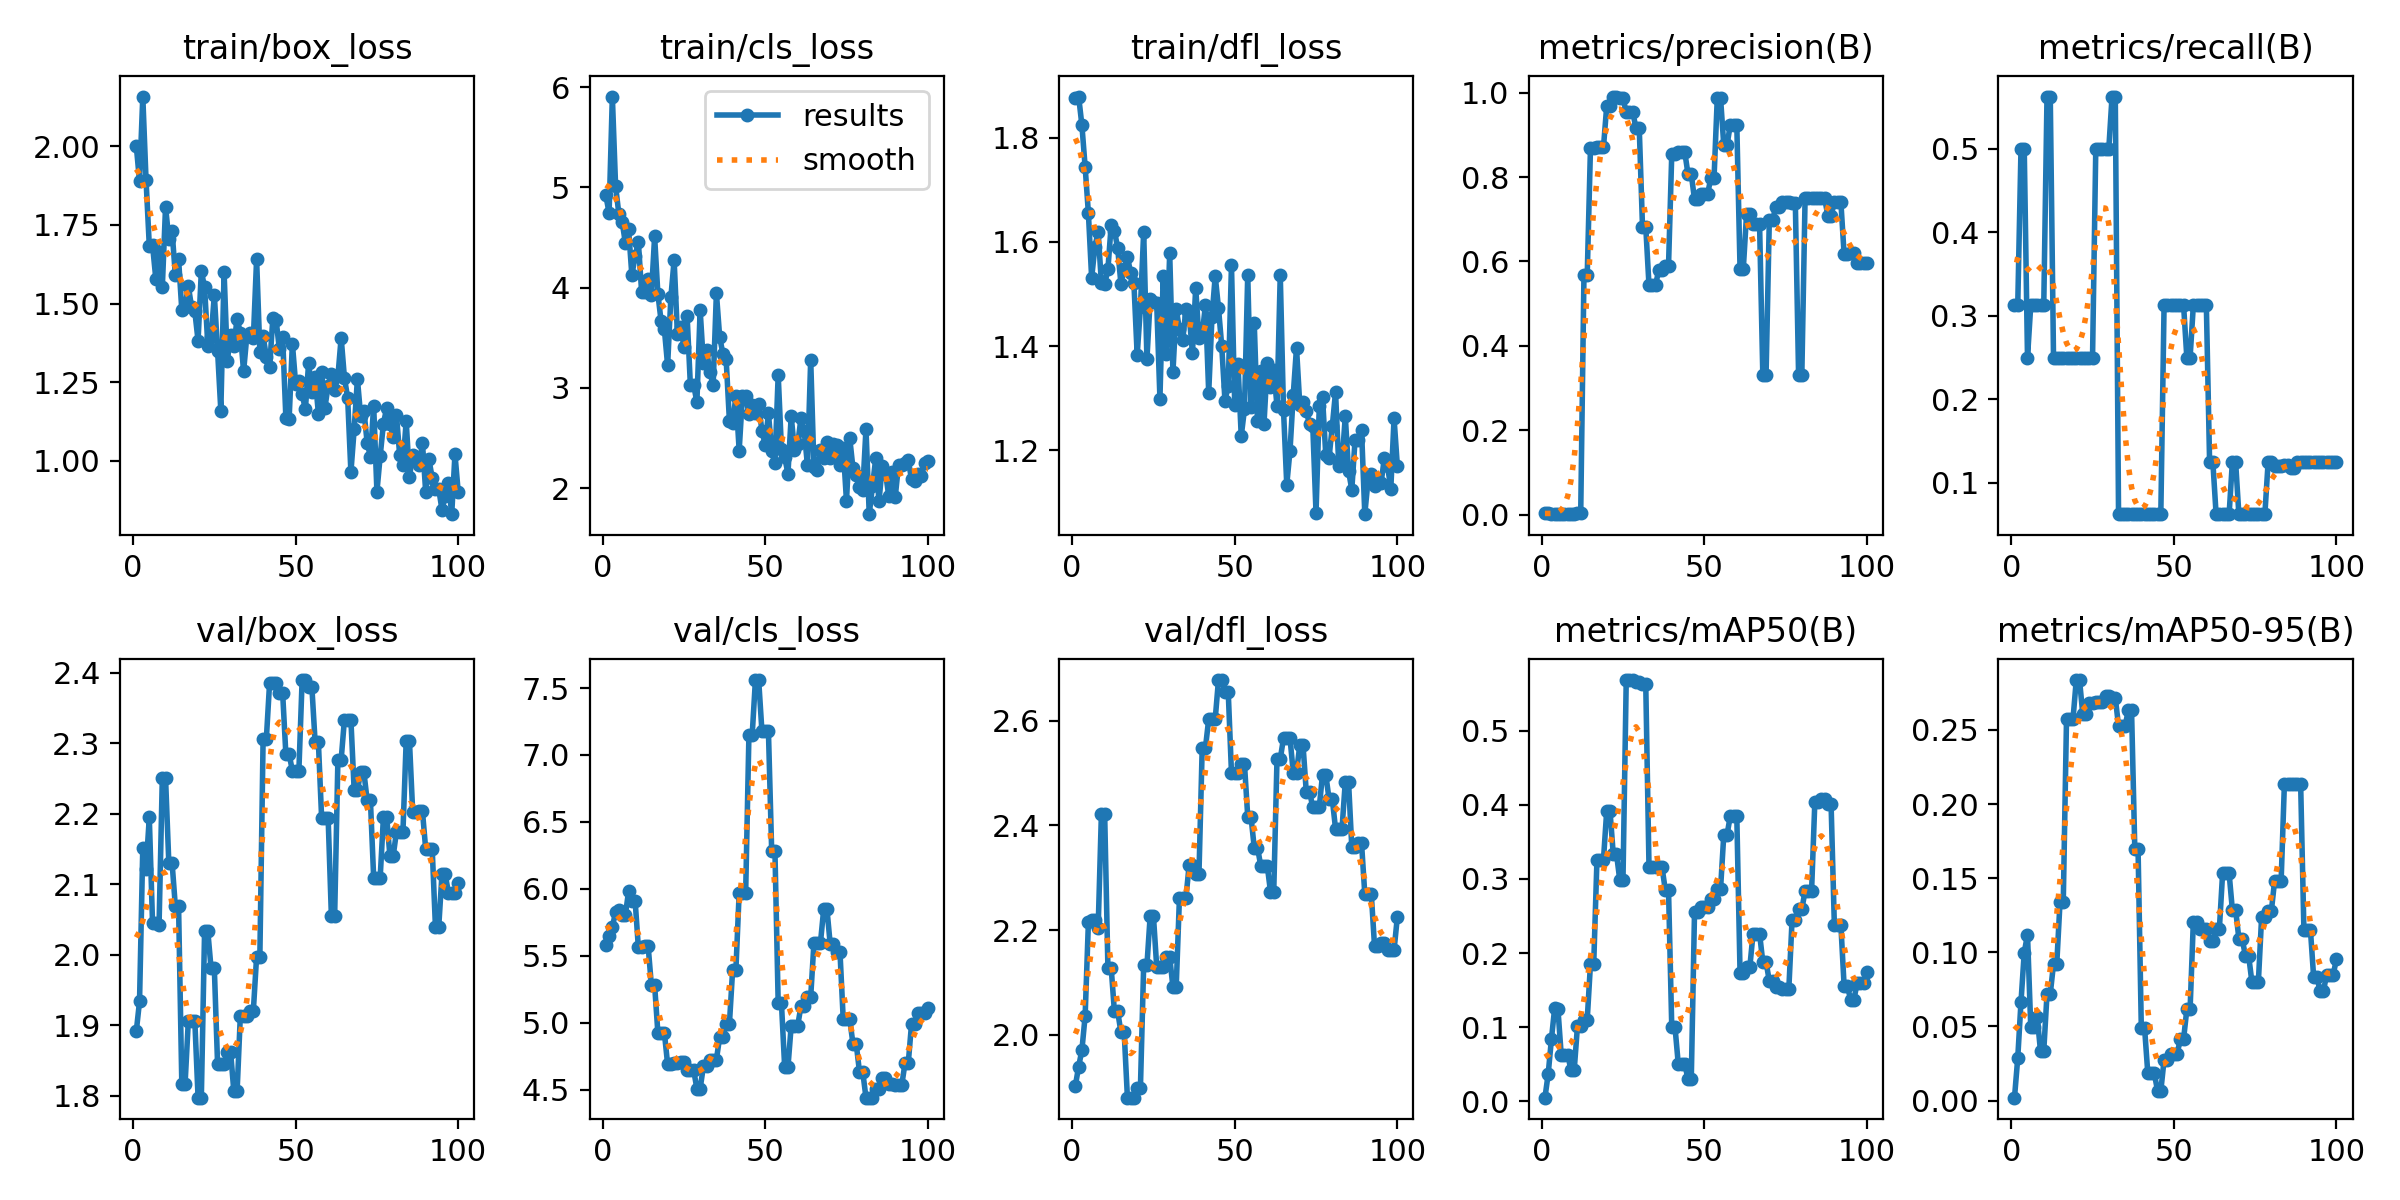 train/box_loss
train/cls_loss
train/dfl_loss
metrics/precision(B)
metrics/recall(B)
2.00
1.75
1.50
1.25
1.00
0 50 100
6
5
4
3
2
results
smooth
0 50 100
1.8
1.6
1.4
1.2
0 50 100
1.0
0.8
0.6
0.4
0.2
0.0
0 50 100
0.5
0.4
0.3
0.2
0.1
0 50 100
val/box_loss
val/cls_loss
val/dfl_loss
metrics/mAP50(B)
metrics/mAP50-95(B)
2.4
2.3
2.2
2.1
2.0
1.9
1.8
0 50 100
7.5
7.0
6.5
6.0
5.5
5.0
4.5
0 50 100
2.6
2.4
2.2
2.0
0 50 100
0.5
0.4
0.3
0.2
0.1
0.0
0 50 100
0.25
0.20
0.15
0.10
0.05
0.00
0 50 100